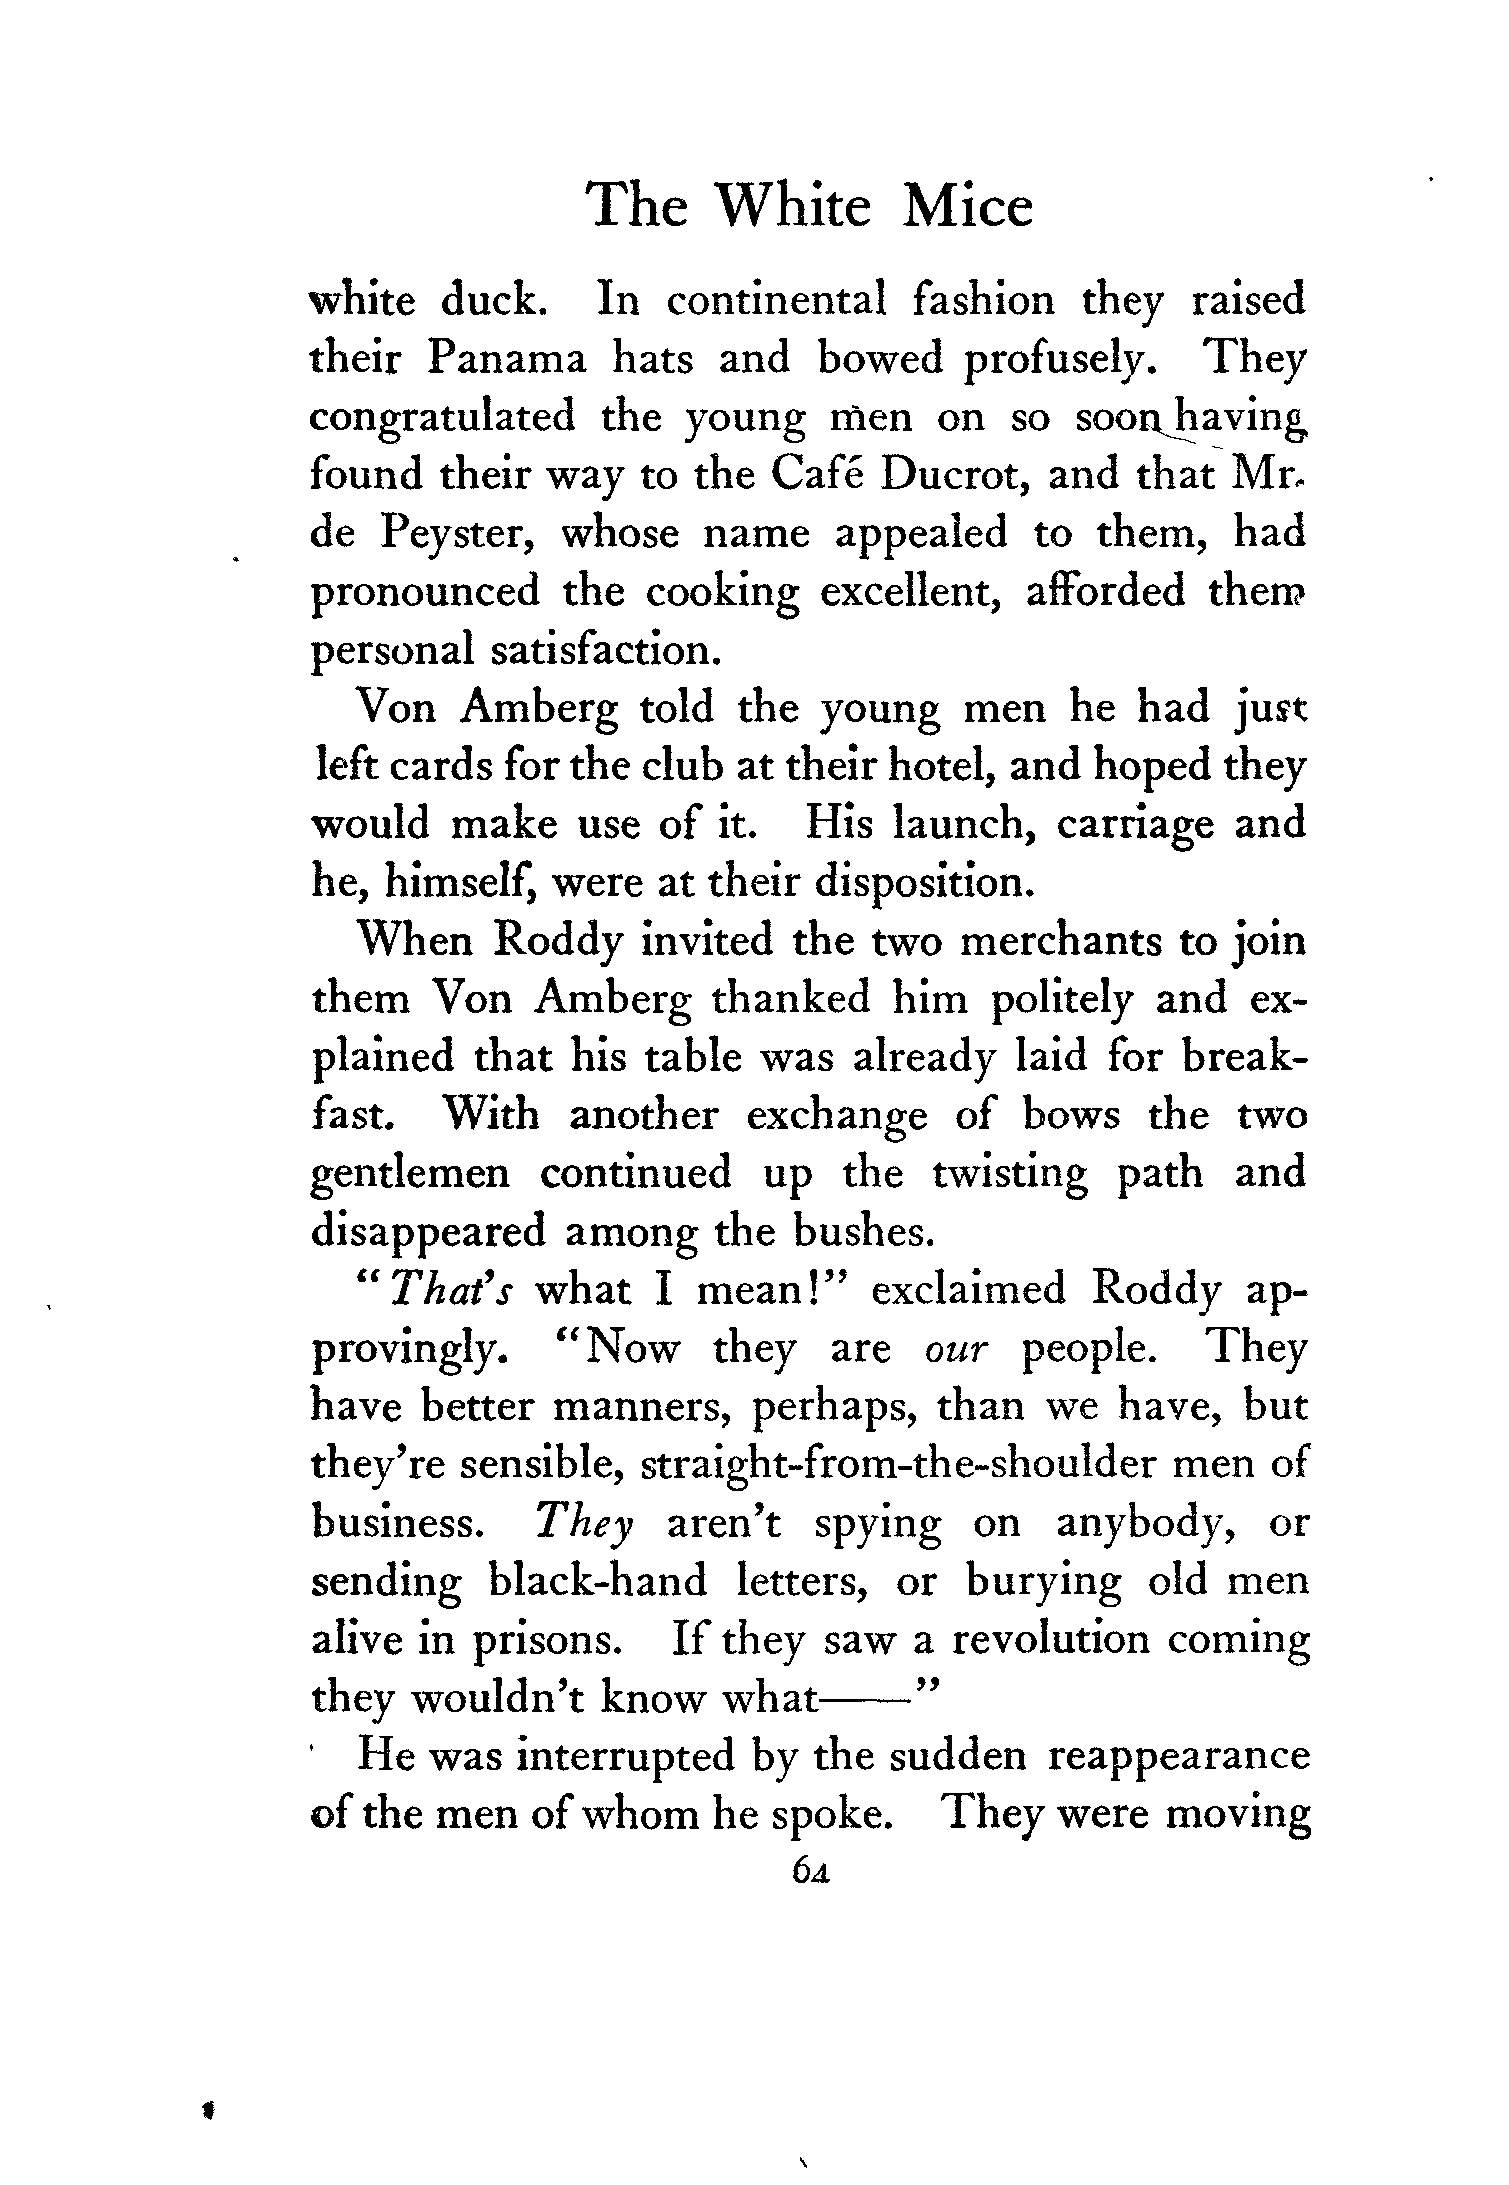 The White Mice
white duck. In continental fashion they raised
their Panama hats and bowed profusely. They
congratulated the young men on so soon having
found their way to the Café Ducrot, and that Mr.
de Peyster, whose name appealed to them, had
pronounced the cooking excellent, afforded them
personal satisfaction.
Von Amberg told the young men he had just
left cards for the club at their hotel, and hoped they
would make use of it. His launch, carriage and
he, himself, were at their disposition.
When Roddy invited the two merchants to join
them Von Amberg thanked him politely and ex-
plained that his table was already laid for break-
fast. With another exchange of bows the two
gentlemen continued up the twisting path and
disappeared among the bushes.
"That's what I mean!" exclaimed Roddy ap-
provingly. "Now they are our people. They
have better manners, perhaps, than we have, but
they're sensible, straight-from-the-shoulder men of
business. They aren't spying on anybody, or
sending black-hand letters, or burying old men
alive in prisons. If they saw a revolution coming
they wouldn't know what——"
He was interrupted by the sudden reappearance
of the men of whom he spoke. They were moving
64